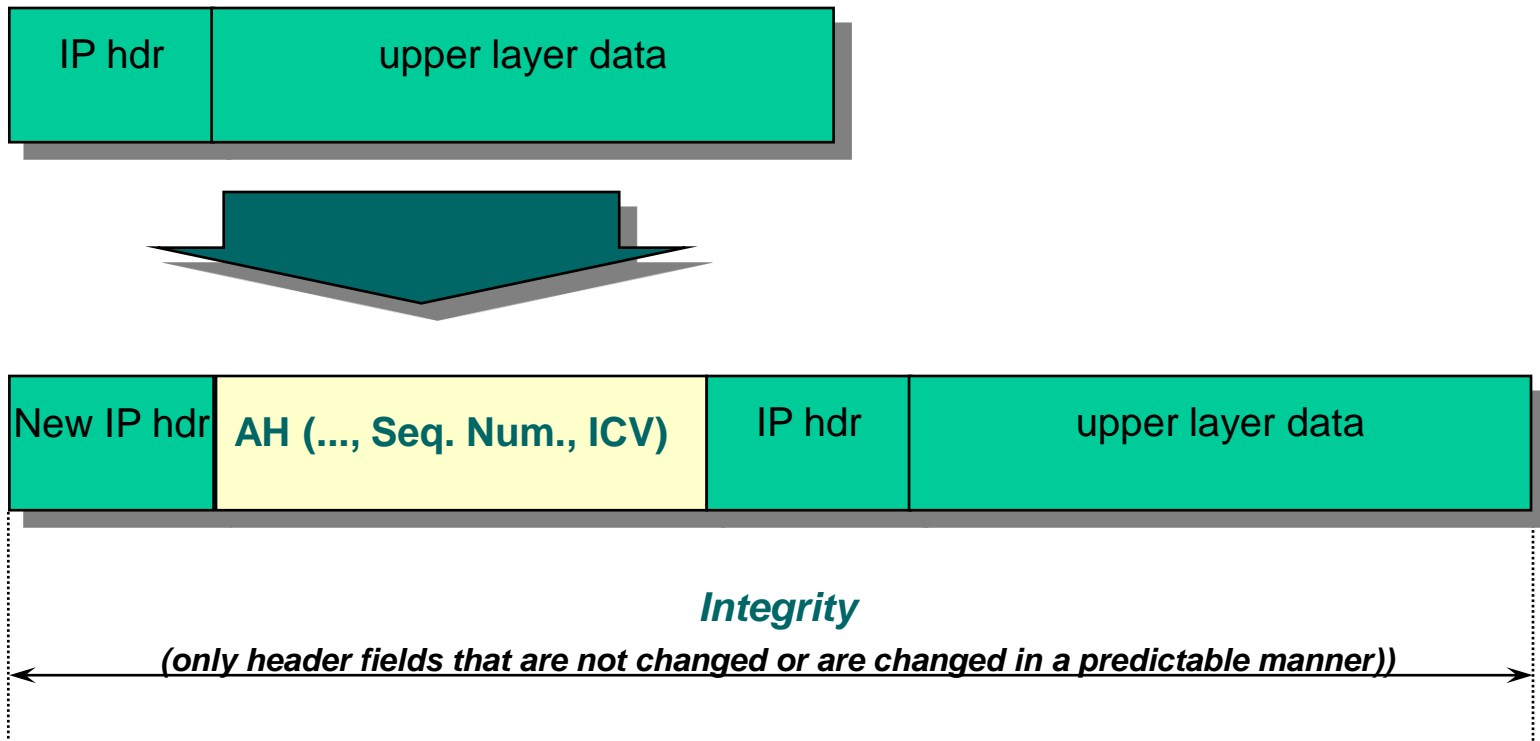 IP hdr upper layer data
New IP hdr AH (..., Seq. Num., ICV) IP hdr upper layer data
Integrity
(only header fields that are not changed or are changed in a predictable manner))